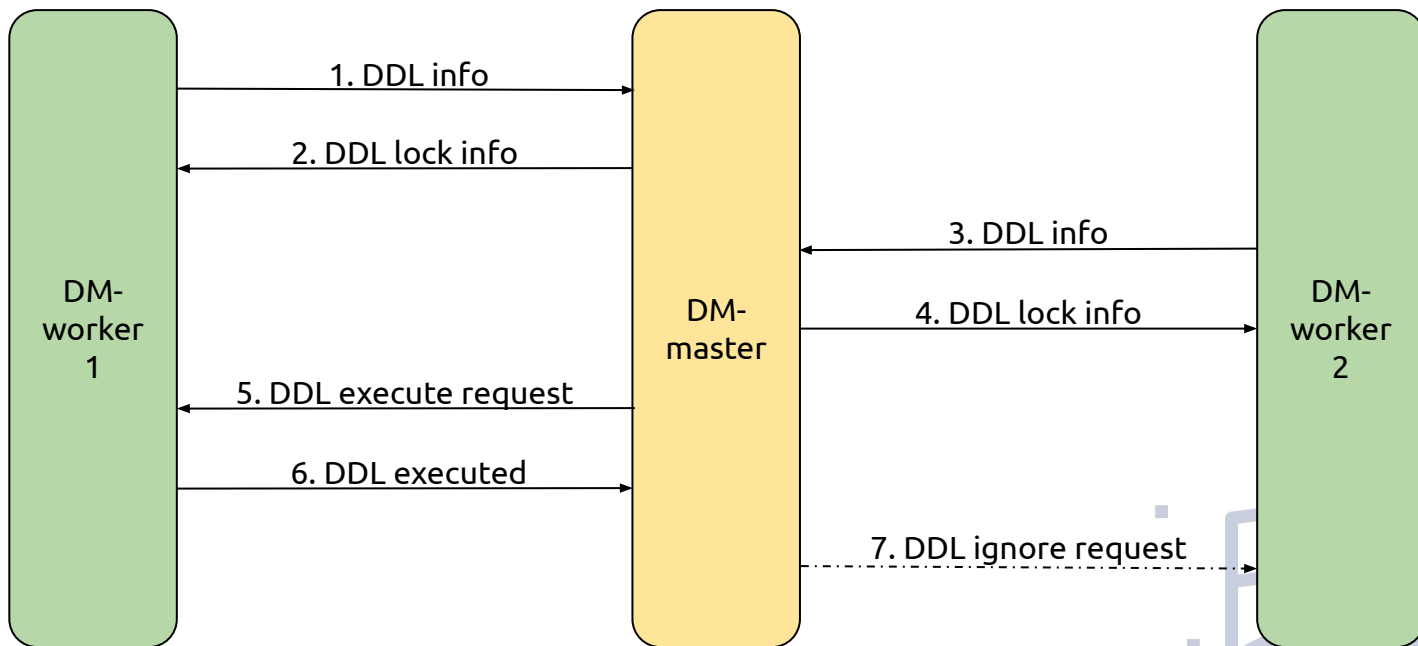 1. DDL info
2. DDL lock info
3. DDL info
DM-
worker
1
DM-
master
DM-
worker
2
4. DDL lock info
5. DDL execute request
6. DDL executed
7. DDL ignore request